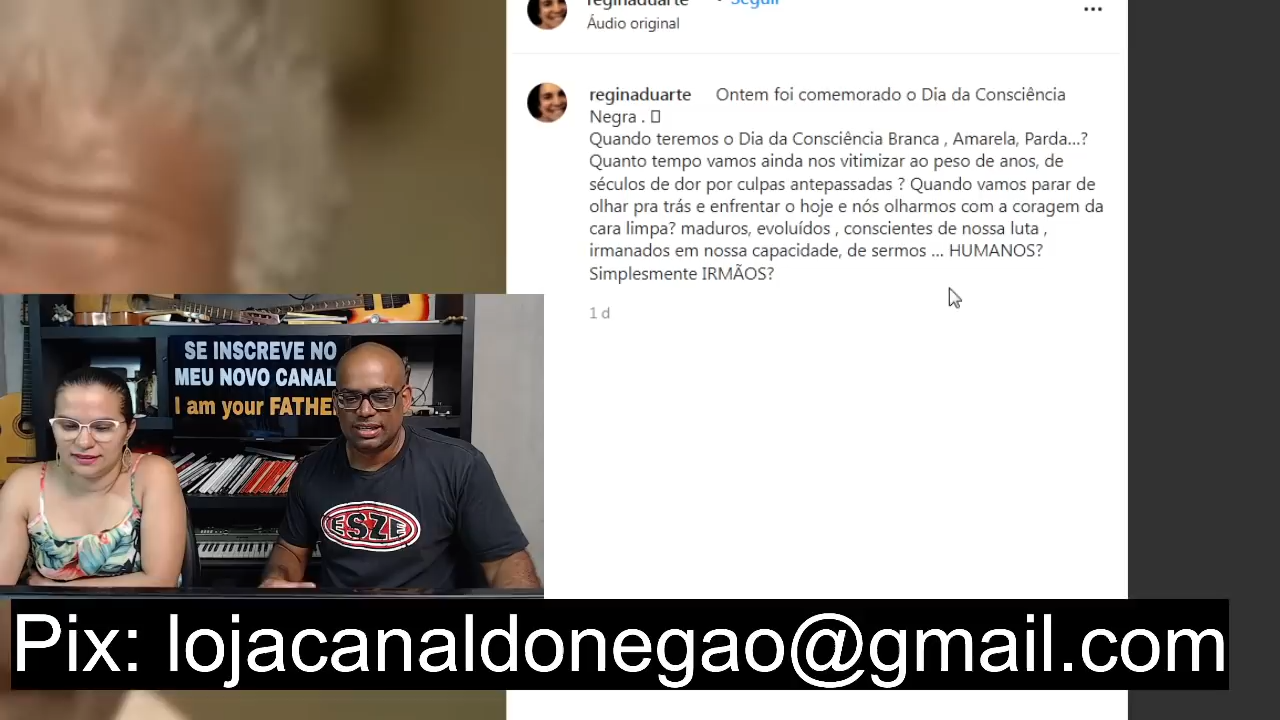 reginaduarte • Seguir
Áudio original
reginaduarte Ontem foi comemorado o Dia da Consciência
Negra .
Quando teremos o Dia da Consciência Branca , Amarela, Parda...?
Quanto tempo vamos ainda nos vitimizar ao peso de anos, de
séculos de dor por culpas antepassadas ? Quando vamos parar de
olhar pra trás e enfrentar o hoje e nós olharmos com a coragem da
cara limpa? maduros, evoluídos , conscientes de nossa luta ,
irmanados em nossa capacidade, de sermos ... HUMANOS?
Simplesmente IRMÃOS?
1 d
SE INSCREVE NO
MEU NOVO CANAL
I am your FATHE
ESZE
Pix: lojacanaldonegao@gmail.com